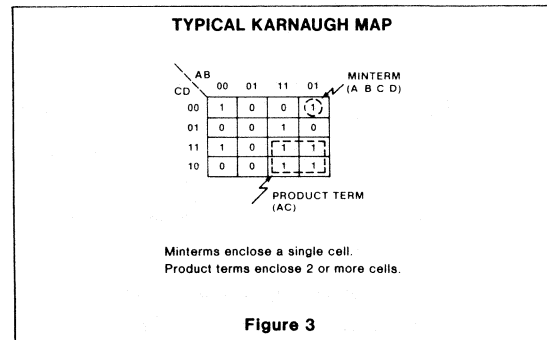 TYPICAL KARNAUGH MAP
AB
CD
00 01 11 01
MINTERM
(A B C D)
00 1 0 0 1
01 0 0 1 0
11 1 0 1 1
10 0 0 1 1
PRODUCT TERM
(AC)
Minterms enclose a single cell.
Product terms enclose 2 or more cells.
Figure 3